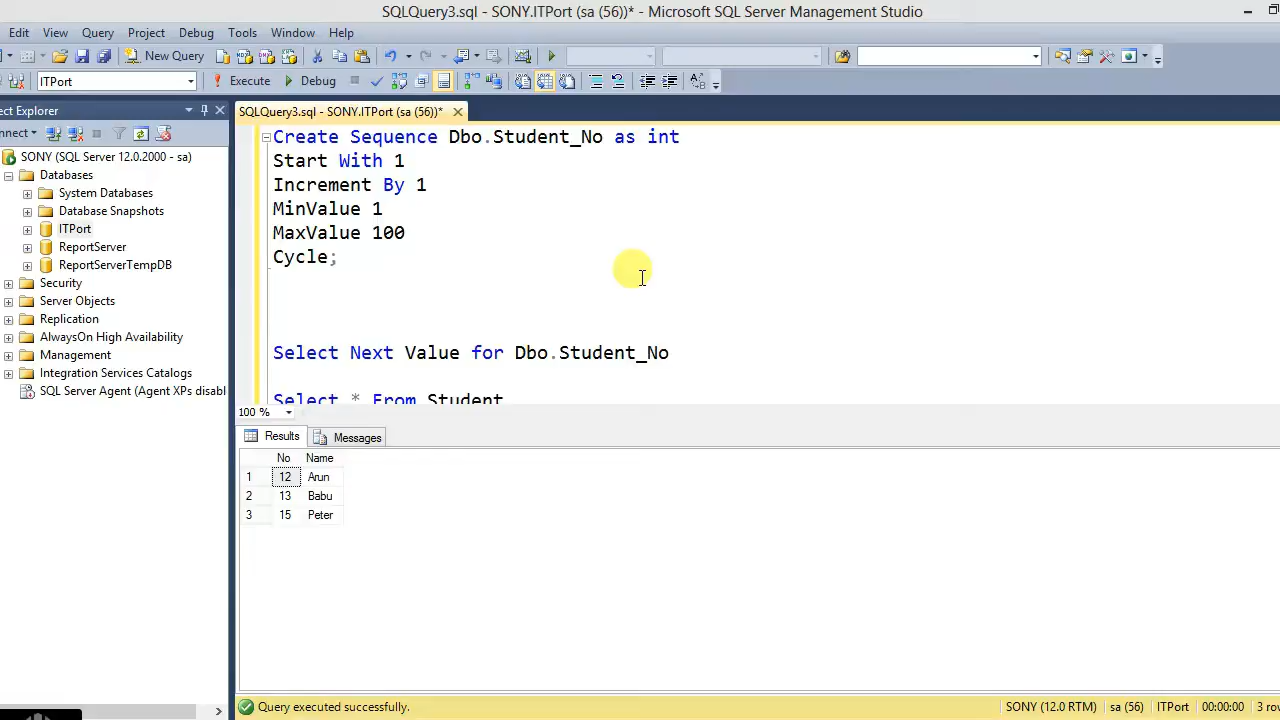 SQLQuery3.sql - SONY.ITPort (sa (56))* - Microsoft SQL Server Management Studio
Edit View Query Project Debug Tools Window Help
New Query
ITPort Execute Debug
ect Explorer
SQLQuery3.sql - SONY.ITPort (sa (56))*
nnect
SONY (SQL Server 12.0.2000 - sa)
Databases
System Databases
Database Snapshots
ITPort
ReportServer
ReportServerTempDB
Security
Server Objects
Replication
AlwaysOn High Availability
Management
Integration Services Catalogs
SQL Server Agent (Agent XPs disabl
Create Sequence Dbo.Student_No as int
Start With 1
Increment By 1
MinValue 1
MaxValue 100
Cycle;
Select Next Value for Dbo.Student_No
Select * From Student
100 %
Results Messages
No Name
1 12 Arun
2 13 Babu
3 15 Peter
Query executed successfully. SONY (12.0 RTM) sa (56) ITPort 00:00:00 3 row